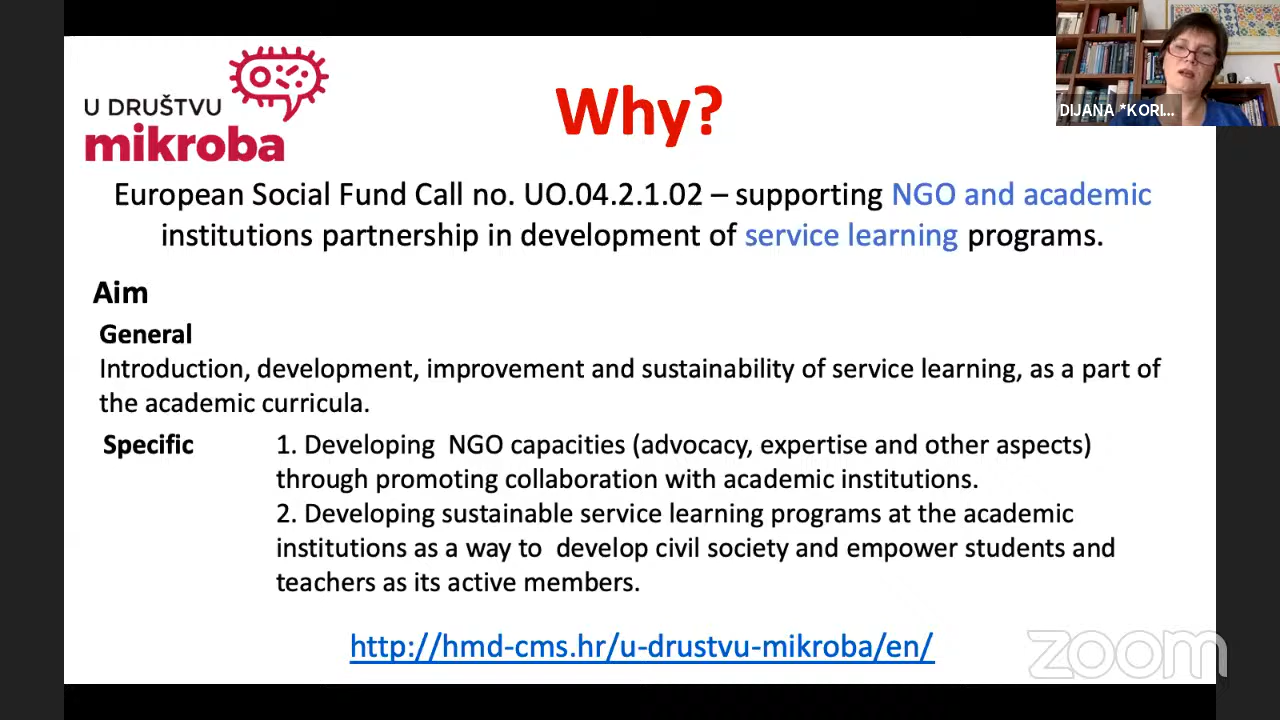 U DRUŠTVU
mikroba
Why?
DIJANA *KORI...
European Social Fund Call no. UO.04.2.1.02 – supporting NGO and academic
institutions partnership in development of service learning programs.
Aim
General
Introduction, development, improvement and sustainability of service learning, as a part of
the academic curricula.
Specific
1. Developing NGO capacities (advocacy, expertise and other aspects)
through promoting collaboration with academic institutions.
2. Developing sustainable service learning programs at the academic
institutions as a way to develop civil society and empower students and
teachers as its active members.
http://hmd-cms.hr/u-drustvu-mikroba/en/
zoom